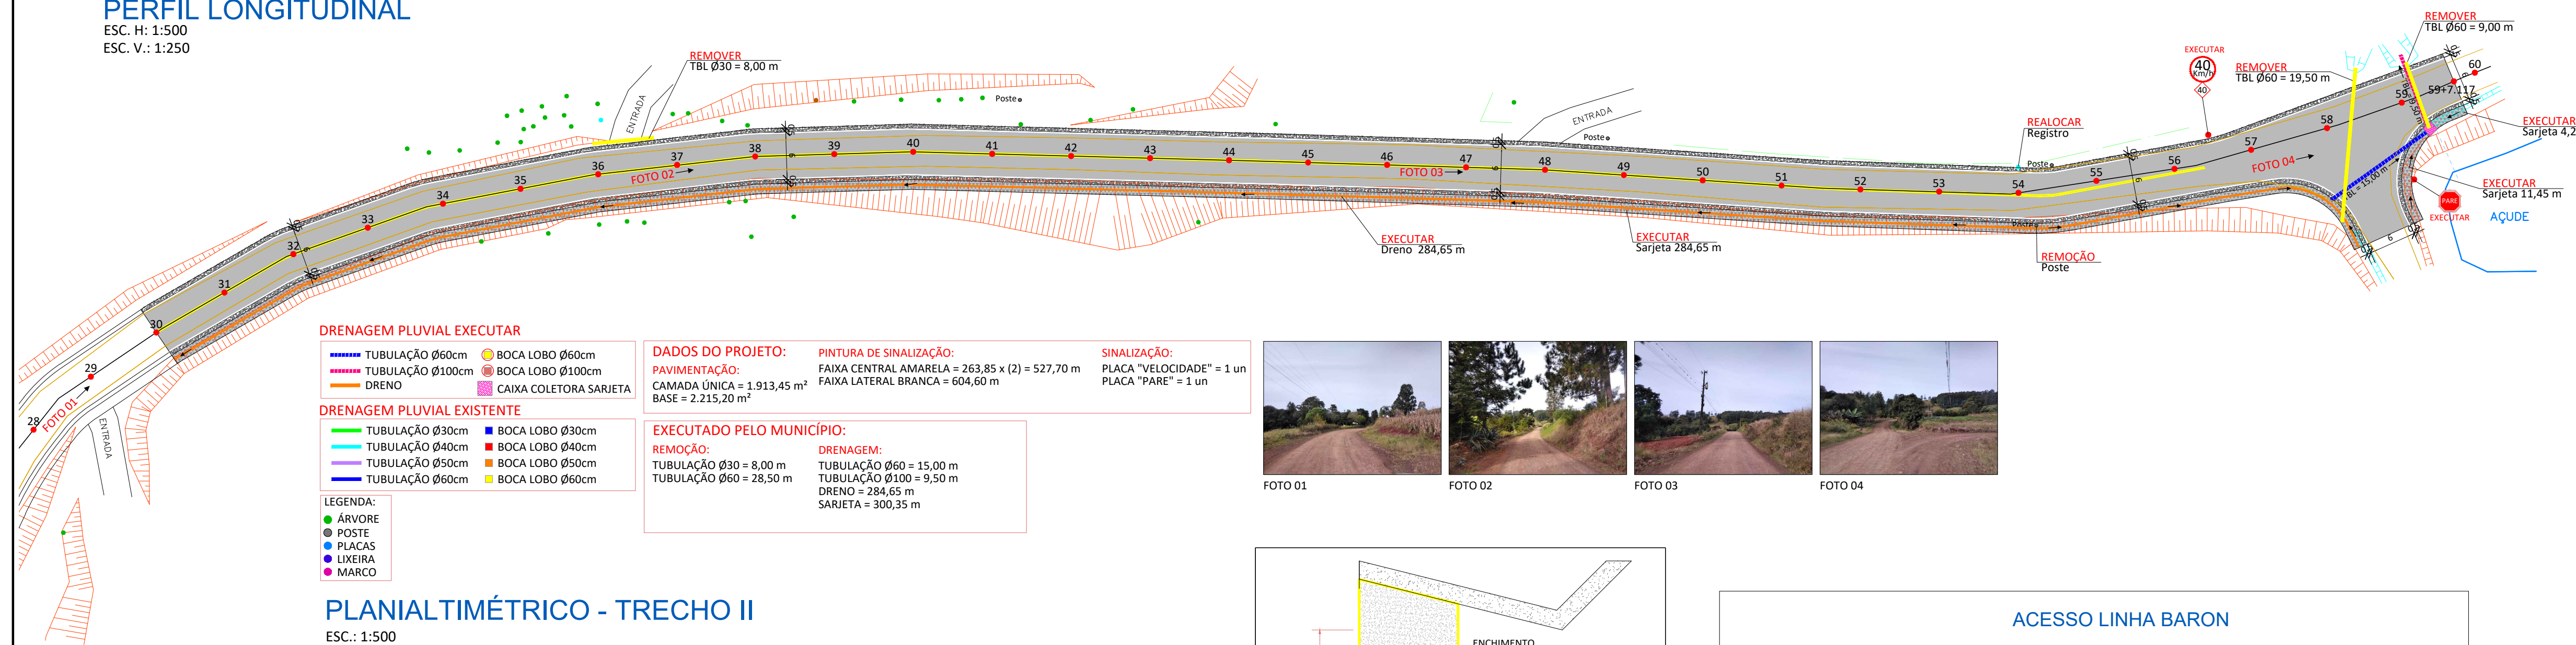 PERFIL LONGITUDINAL
ESC. H: 1:500
ESC. V.: 1:250
REMOVER
TBL Ø30 = 8,00 m
ENTRADA
Poste
ENTRADA
Poste
REALOCAR
Registro
Poste
EXECUTAR
40
Km/h
40
REMOVER
TBL Ø60 = 19,50 m
REMOVER
TBL Ø60 = 9,00 m
EXECUTAR
Sarjeta 4,2
EXECUTAR
Sarjeta 11,45 m
PARE
EXECUTAR
AÇUDE
28
29
30
31
32
33
34
35
36
37
38
39
40
41
42
43
44
45
46
47
48
49
50
51
52
53
54
55
56
57
58
59
59+7.117
60
FOTO 01
FOTO 02
FOTO 03
FOTO 04
BL = 15,00 m
ENTRADA
EXECUTAR
Dreno 284,65 m
EXECUTAR
Sarjeta 284,65 m
Poste
REMOÇÃO
Poste
DRENAGEM PLUVIAL EXECUTAR
TUBULAÇÃO Ø60cm BOCA LOBO Ø60cm
TUBULAÇÃO Ø100cm BOCA LOBO Ø100cm
DRENO CAIXA COLETORA SARJETA
DRENAGEM PLUVIAL EXISTENTE
TUBULAÇÃO Ø30cm BOCA LOBO Ø30cm
TUBULAÇÃO Ø40cm BOCA LOBO Ø40cm
TUBULAÇÃO Ø50cm BOCA LOBO Ø50cm
TUBULAÇÃO Ø60cm BOCA LOBO Ø60cm
LEGENDA:
ÁRVORE
POSTE
PLACAS
LIXEIRA
MARCO
DADOS DO PROJETO:
PAVIMENTAÇÃO:
CAMADA ÚNICA = 1.913,45 m²
BASE = 2.215,20 m²
PINTURA DE SINALIZAÇÃO:
FAIXA CENTRAL AMARELA = 263,85 x (2) = 527,70 m
FAIXA LATERAL BRANCA = 604,60 m
SINALIZAÇÃO:
PLACA "VELOCIDADE" = 1 un
PLACA "PARE" = 1 un
EXECUTADO PELO MUNICÍPIO:
REMOÇÃO:
TUBULAÇÃO Ø30 = 8,00 m
TUBULAÇÃO Ø60 = 28,50 m
DRENAGEM:
TUBULAÇÃO Ø60 = 15,00 m
TUBULAÇÃO Ø100 = 9,50 m
DRENO = 284,65 m
SARJETA = 300,35 m
FOTO 01
FOTO 02
FOTO 03
FOTO 04
PLANIALTIMÉTRICO - TRECHO II
ESC.: 1:500
ENCHIMENTO
ACESSO LINHA BARON